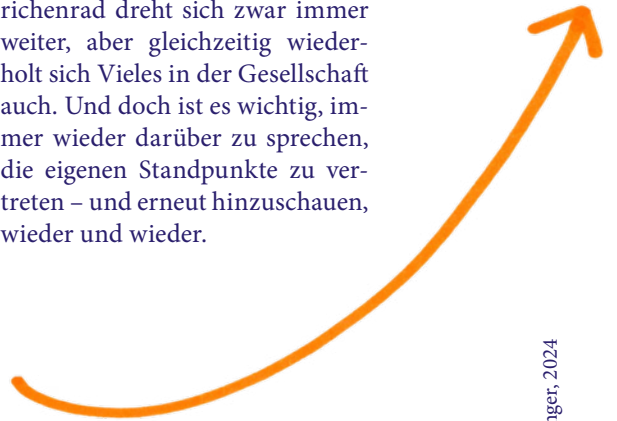 richenrad dreht sich zwar immer
weiter, aber gleichzeitig wieder-
holt sich Vieles in der Gesellschaft
auch. Und doch ist es wichtig, im-
mer wieder darüber zu sprechen,
die eigenen Standpunkte zu ver-
treten – und erneut hinzuschauen,
wieder und wieder.
nger, 2024